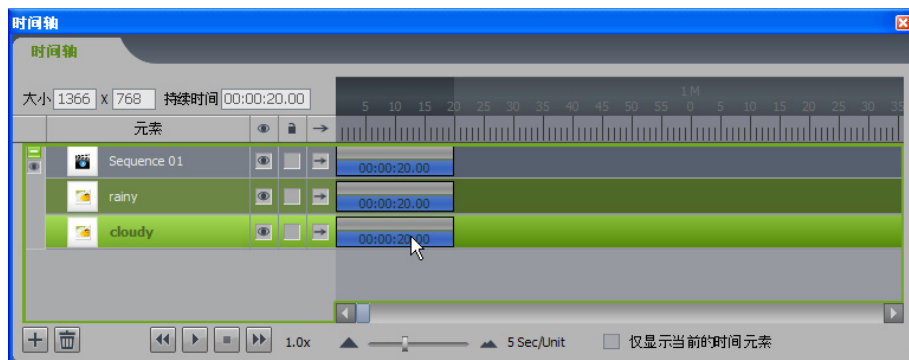 时间轴
时间轴
大小 1366 X 768 持续时间 00:00:20.00
1 M
5 10 15 20 25 30 35 40 45 50 55 0 5 10 15 20 25 30 35
元素
Sequence 01 00:00:20.00
rainy 00:00:20.00
cloudy 00:00:20.00
1.0x 5 Sec/Unit 仅显示当前的时间元素